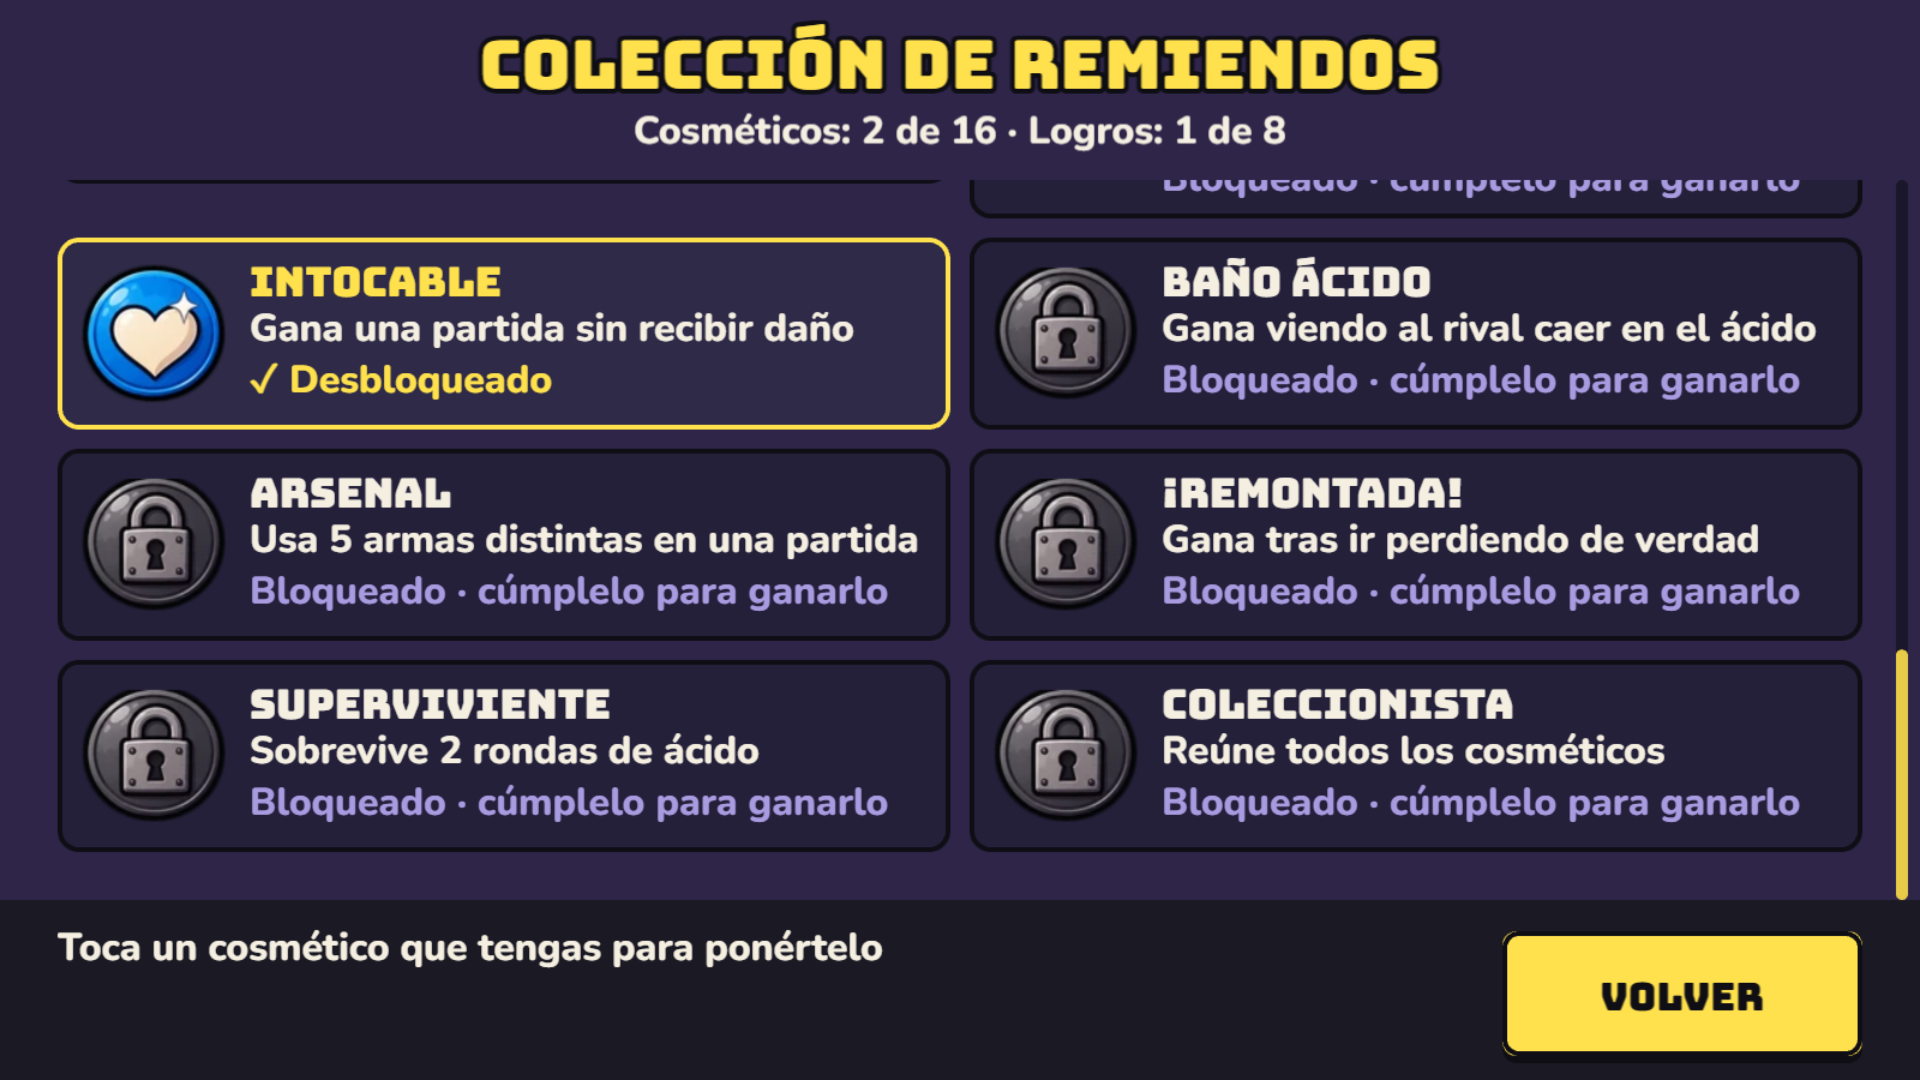 COLECCIÓN DE REMIENDOS
Cosméticos: 2 de 16 · Logros: 1 de 8
Bloqueado · cúmplelo para ganarlo
INTOCABLE
Gana una partida sin recibir daño
✓ Desbloqueado
BAÑO ÁCIDO
Gana viendo al rival caer en el ácido
Bloqueado · cúmplelo para ganarlo
ARSENAL
Usa 5 armas distintas en una partida
Bloqueado · cúmplelo para ganarlo
¡REMONTADA!
Gana tras ir perdiendo de verdad
Bloqueado · cúmplelo para ganarlo
SUPERVIVIENTE
Sobrevive 2 rondas de ácido
Bloqueado · cúmplelo para ganarlo
COLECCIONISTA
Reúne todos los cosméticos
Bloqueado · cúmplelo para ganarlo
Toca un cosmético que tengas para ponértelo
VOLVER